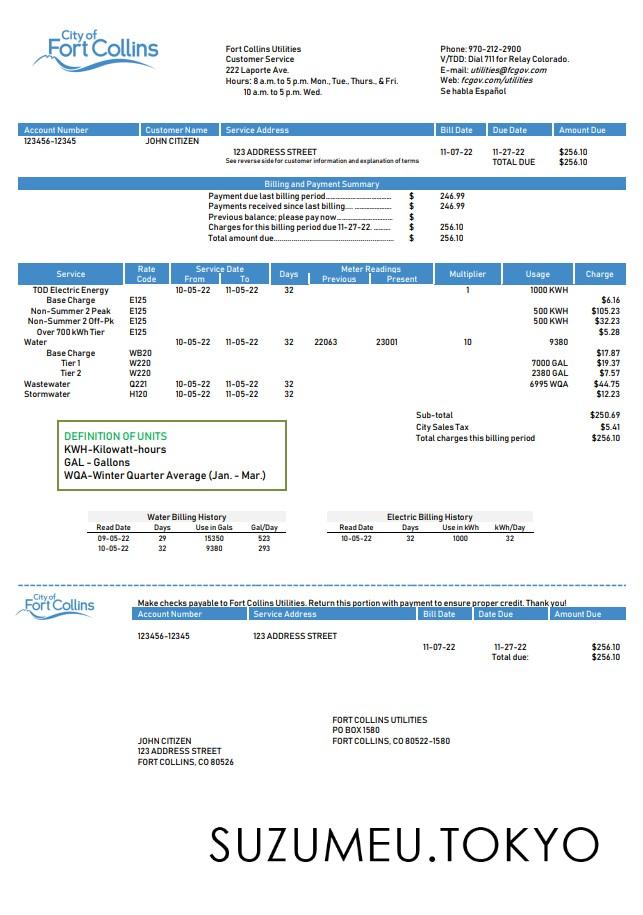 City of
Fort Collins
Fort Collins Utilities
Customer Service
222 Laporte Ave.
Hours: 8 a.m. to 5 p.m. Mon., Tue., Thurs., & Fri.
10 a.m. to 5 p.m. Wed.
Phone: 970-212-2900
V/TDD: Dial 711 for Relay Colorado.
E-mail: utilities@fcgov.com
Web: fcgov.com/utilities
Se habla Español
Account Number Customer Name Service Address Bill Date Due Date Amount Due
123456-12345 JOHN CITIZEN
123 ADDRESS STREET 11-07-22 11-27-22 $256.10
See reverse side for customer information and explanation of terms TOTAL DUE $256.10
Billing and Payment Summary
Payment due last billing period.......................... $ 246.99
Payments received since last billing..... ............... $ 246.99
Previous balance; please pay now...................... $
Charges for this billing period due 11-27-22. ........ $ 256.10
Total amount due................................................ $ 256.10
Service Rate Code Service Date From To Days Meter Readings Previous Present Multiplier Usage Charge
TOD Electric Energy 10-05-22 11-05-22 32 1 1000 KWH
Base Charge E125 $6.16
Non-Summer 2 Peak E125 500 KWH $105.23
Non-Summer 2 Off-Pk E125 500 KWH $32.23
Over 700 kWh Tier E125 $5.28
Water 10-05-22 11-05-22 32 22063 23001 10 9380
Base Charge WB20 $17.87
Tier 1 W220 7000 GAL $19.37
Tier 2 W220 2380 GAL $7.57
Wastewater Q221 10-05-22 11-05-22 32 6995 WQA $44.75
Stormwater H120 10-05-22 11-05-22 32 $12.23
Sub-total $250.69
City Sales Tax $5.41
Total charges this billing period $256.10
DEFINITION OF UNITS
KWH-Kilowatt-hours
GAL - Gallons
WQA-Winter Quarter Average (Jan. - Mar.)
Water Billing History
Read Date Days Use in Gals Gal/Day
09-05-22 29 15350 523
10-05-22 32 9380 293
Electric Billing History
Read Date Days Use in kWh kWh/Day
10-05-22 32 1000 32
City of
Fort Collins
Make checks payable to Fort Collins Utilities. Return this portion with payment to ensure proper credit. Thank you!
Account Number Service Address Bill Date Date Due Amount Due
123456-12345 123 ADDRESS STREET
11-07-22 11-27-22 $256.10
Total due: $256.10
FORT COLLINS UTILITIES
PO BOX 1580
FORT COLLINS, CO 80522-1580
JOHN CITIZEN
123 ADDRESS STREET
FORT COLLINS, CO 80526
SUZUMEU.TOKYO